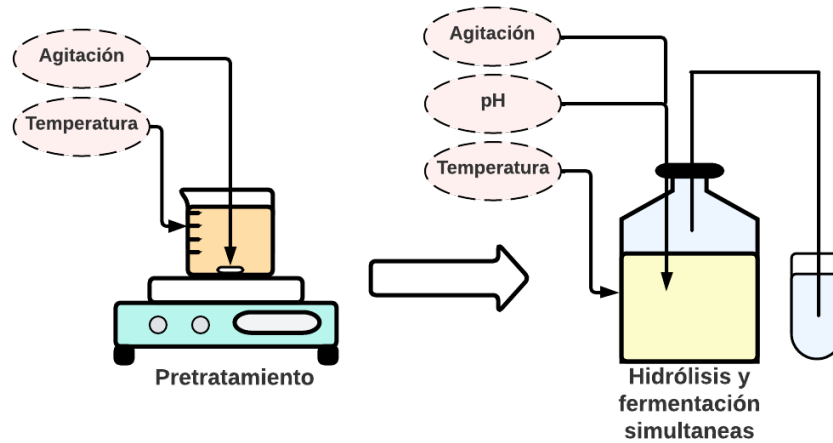 Agitación
Temperatura
Pretratamiento
Agitación
pH
Temperatura
Hidrólisis y
fermentación
simultaneas